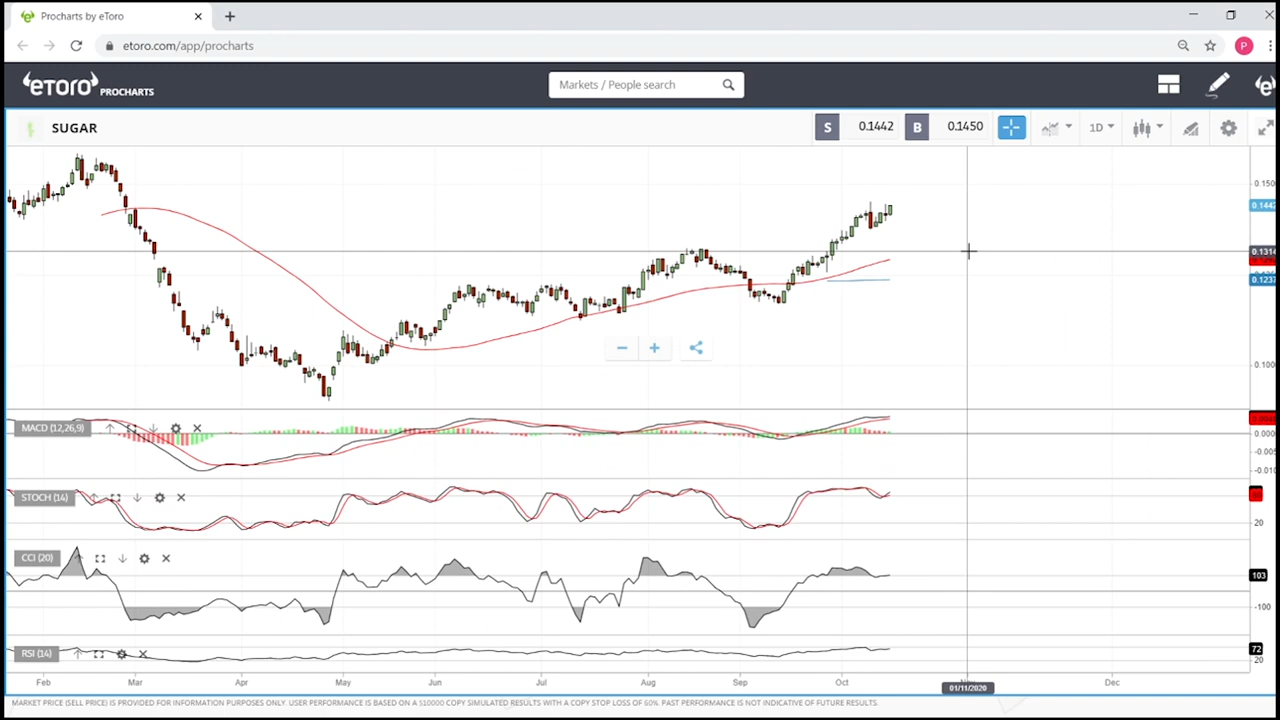 Procharts by eToro
etoro.com/app/procharts
P
eToro PROCHARTS
Markets / People search
SUGAR
S 0.1442 B 0.1450
1D
0.150
0.1442
0.1314
0.1237
0.1000
MACD (12,26,9)
0.000
-0.005
-0.010
STOCH (14)
80
20
CCI (20)
103
-100
RSI (14)
72
20
Feb Mar Apr May Jun Jul Aug Sep Oct Dec
01/11/2020
MARKET PRICE (SELL PRICE) IS PROVIDED FOR INFORMATION PURPOSES ONLY. USER PERFORMANCE IS BASED ON A $10000 COPY SIMULATED RESULTS WITH A COPY STOP LOSS OF 60%. PAST PERFORMANCE IS NOT INDICATIVE OF FUTURE RESULTS.